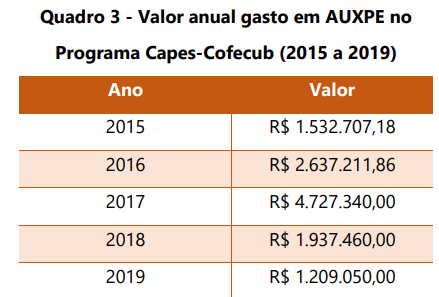 Quadro 3 - Valor anual gasto em AUXPE no
Programa Capes-Cofecub (2015 a 2019)
Ano Valor
2015 R$ 1.532.707,18
2016 R$ 2.637.211,86
2017 R$ 4.727.340,00
2018 R$ 1.937.460,00
2019 R$ 1.209.050,00